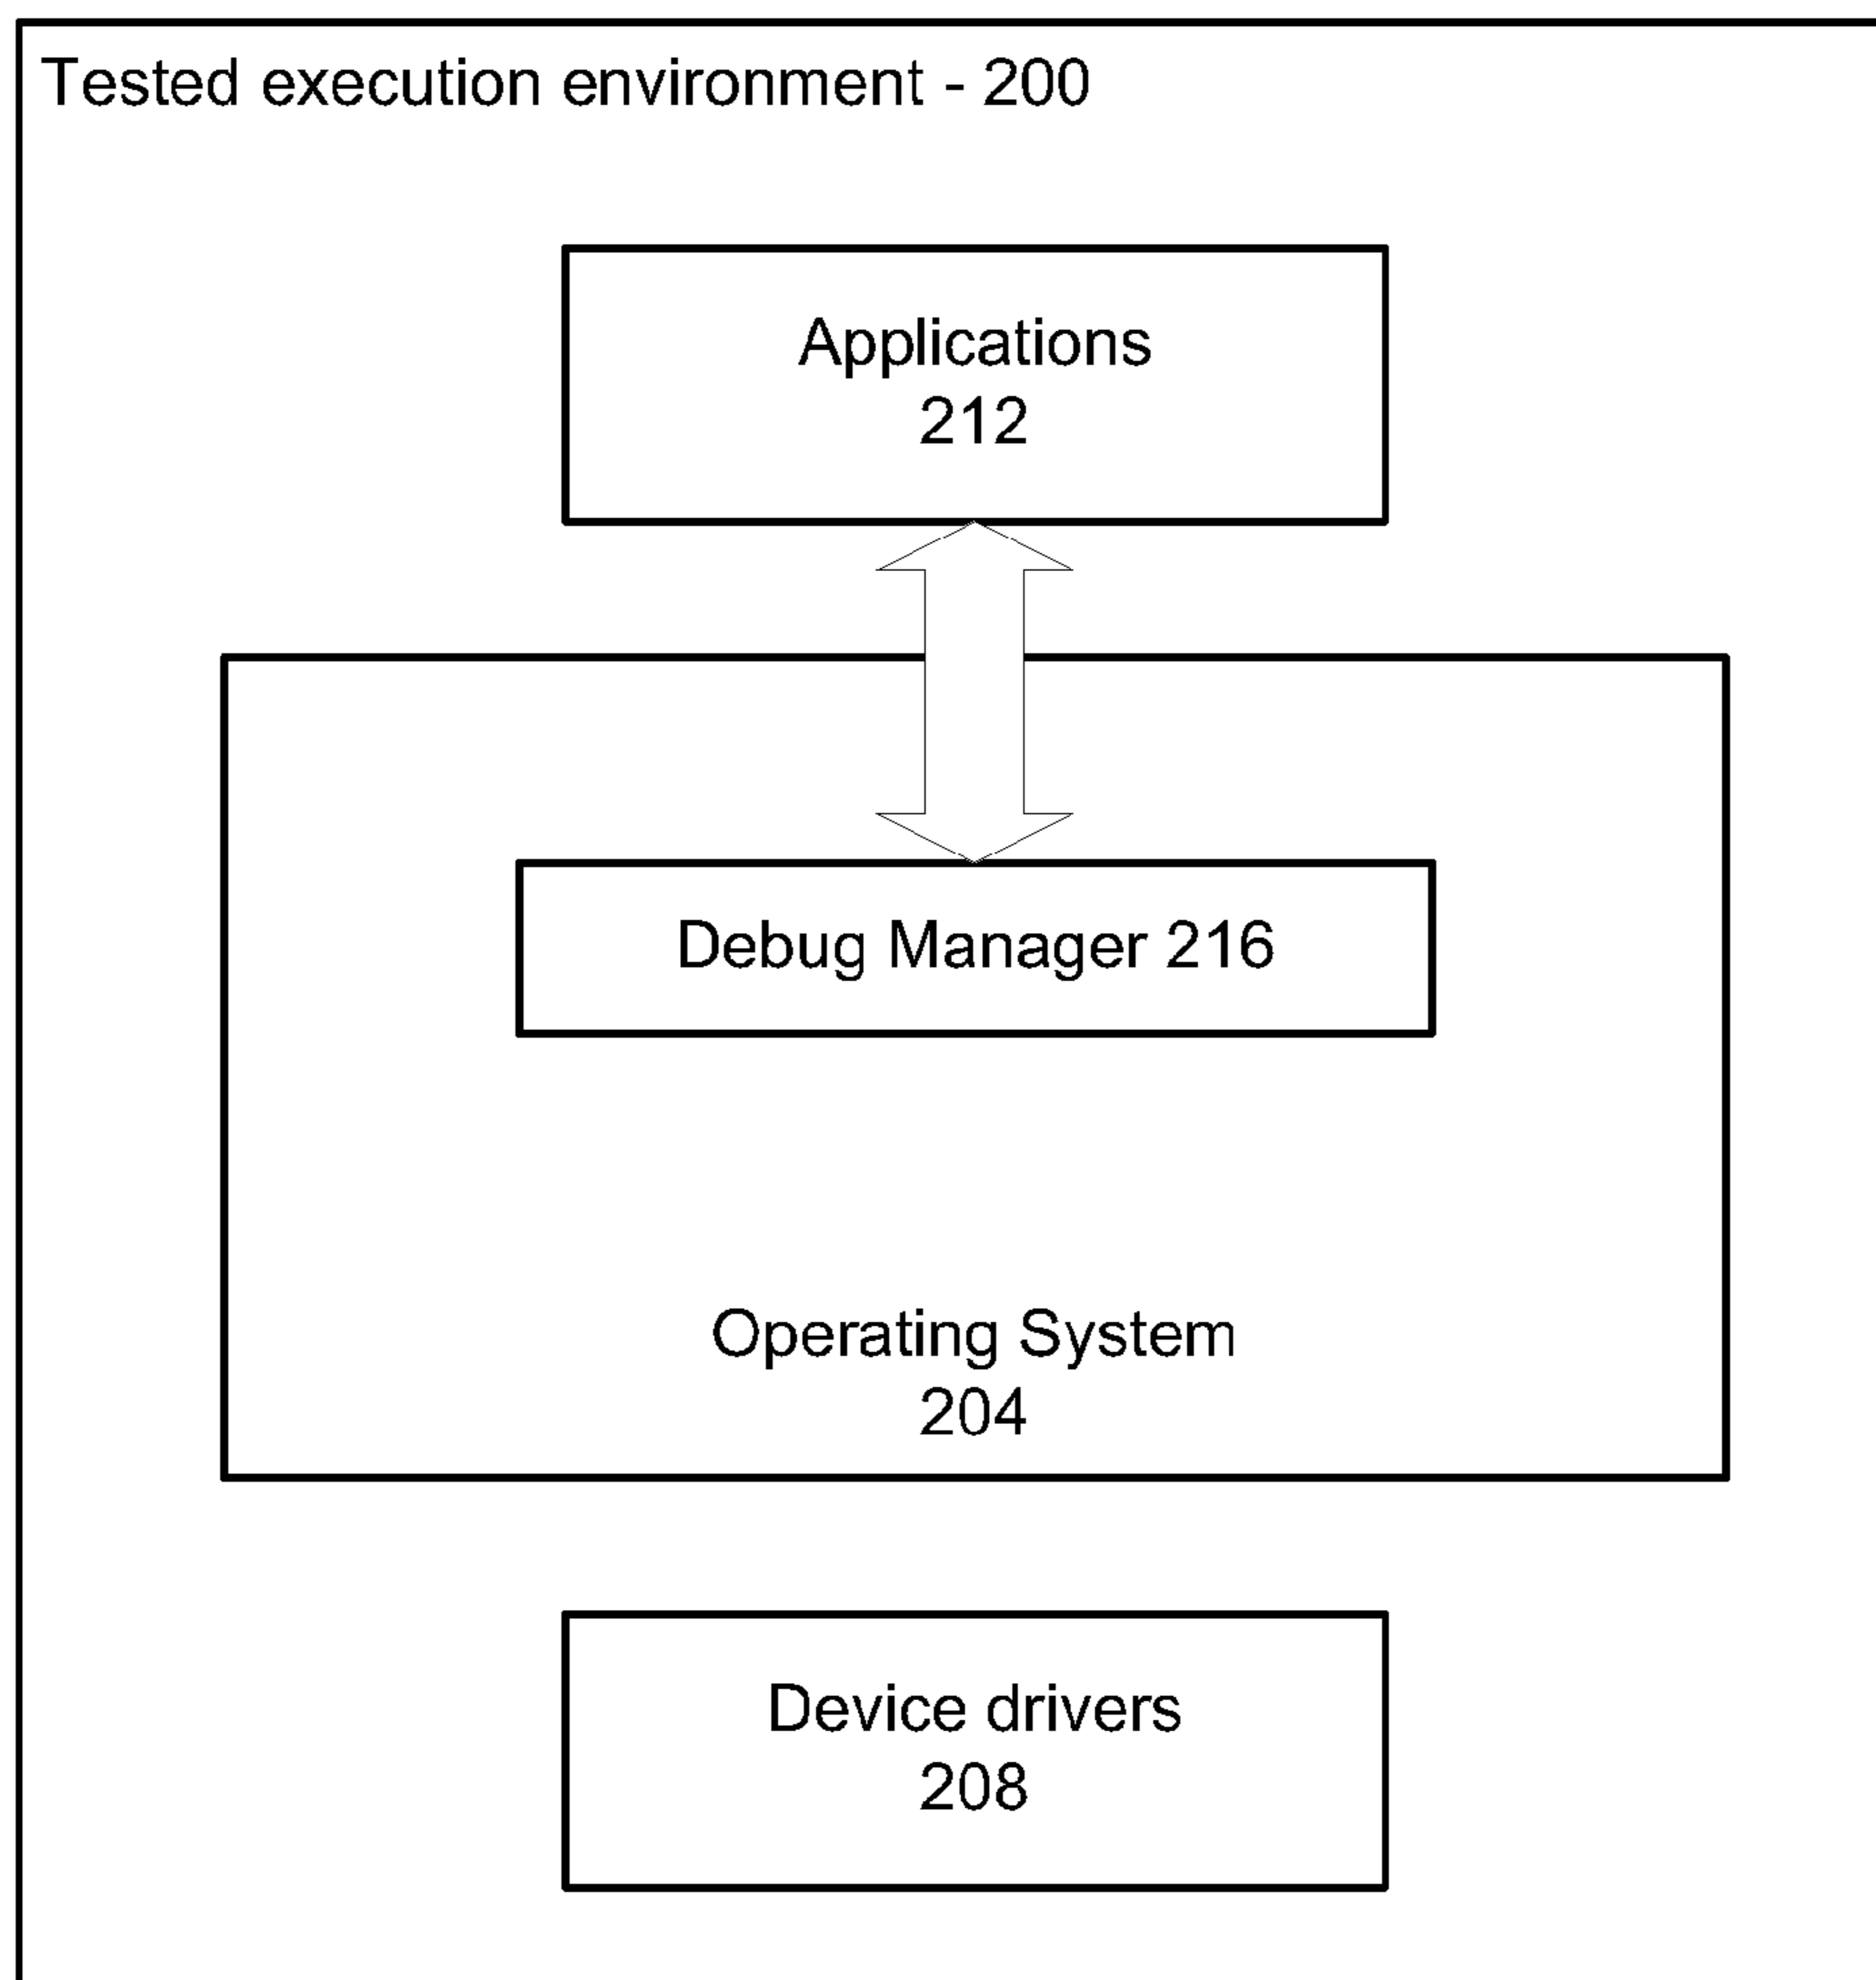 Tested execution environment - 200
Applications
212
Debug Manager 216
Operating System
204
Device drivers
208